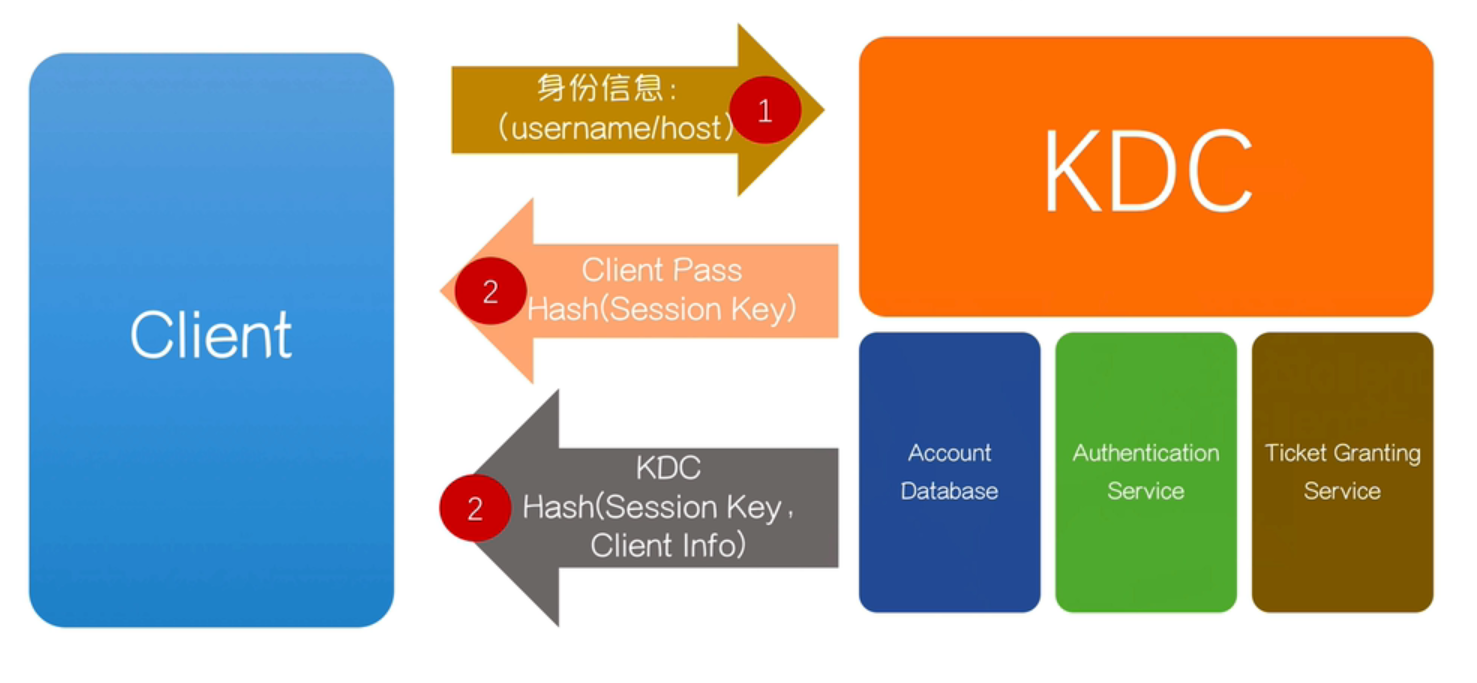 Client
身份信息：
（username/host）
1
Client Pass
Hash(Session Key)
2
KDC
Hash(Session Key，
Client Info)
2
KDC
Account
Database
Authentication
Service
Ticket Granting
Service